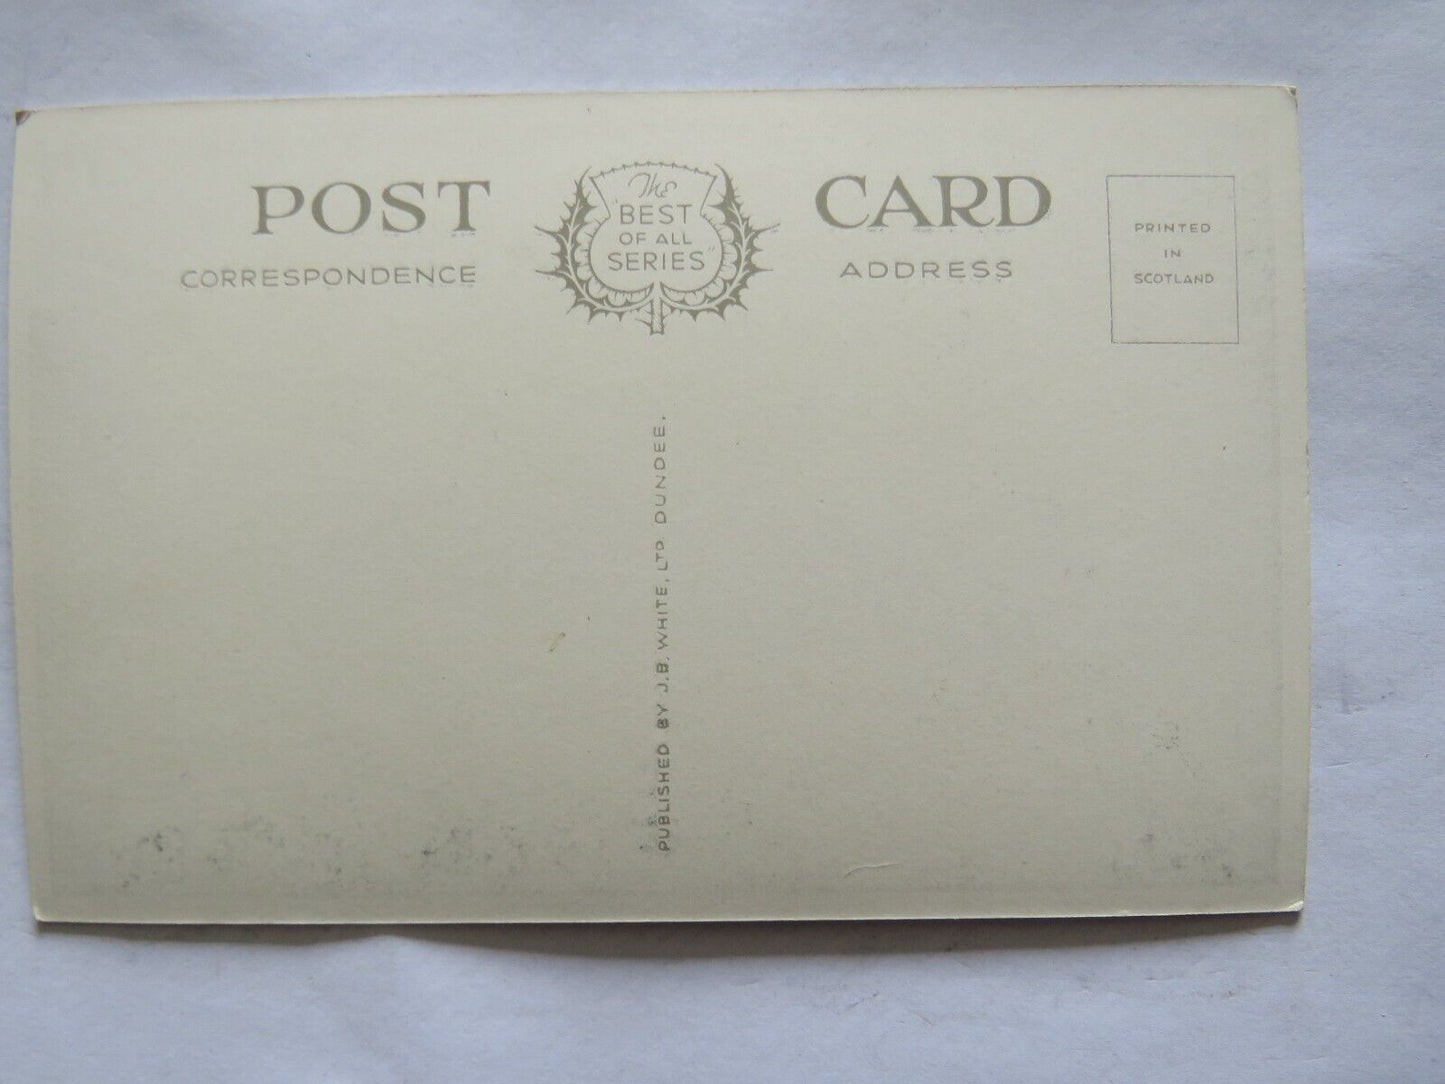 POST CARD
The
"BEST
OF ALL
SERIES"
CORRESPONDENCE
ADDRESS
PRINTED
IN
SCOTLAND
PUBLISHED BY J.B. WHITE, LTD DUNDEE.